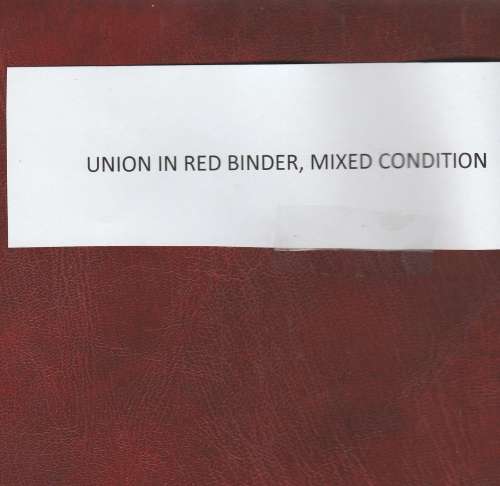 UNION IN RED BINDER, MIXED CONDITION